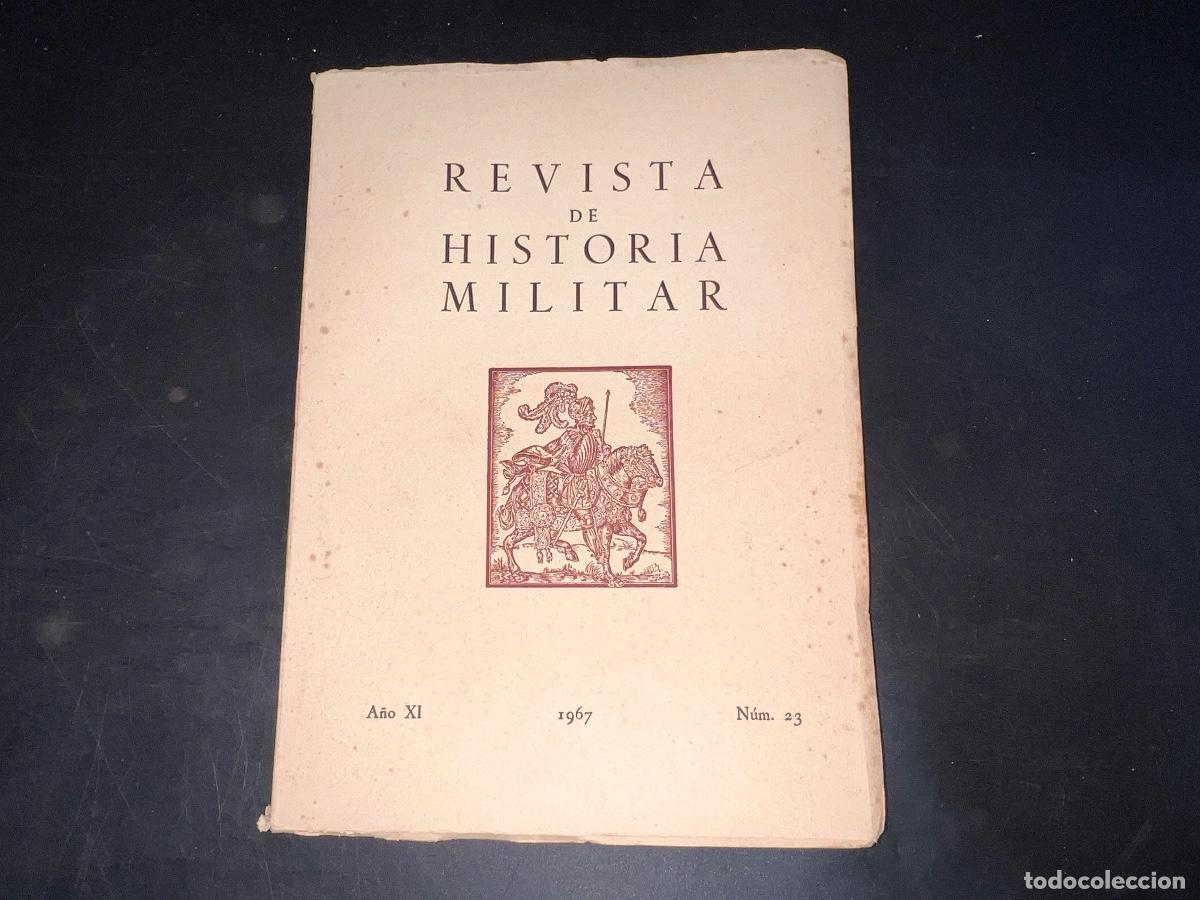 REVISTA
DE
HISTORIA
MILITAR
Año XI 1967 Núm. 23
todocoleccion